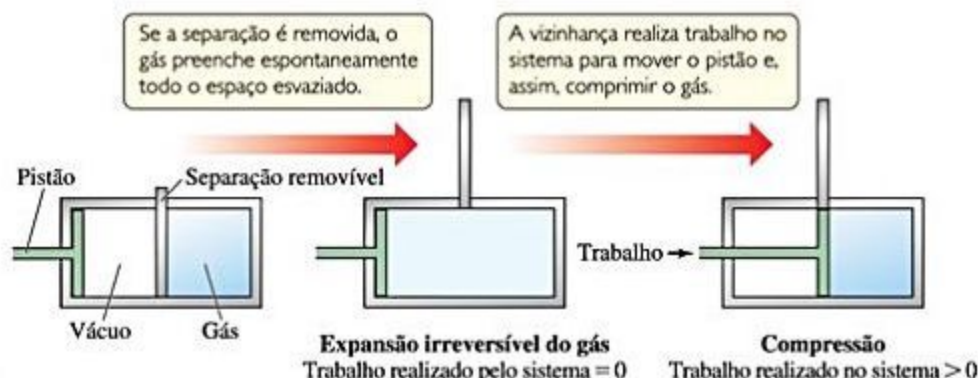 Se a separação é removida, o
gás preenche espontaneamente
todo o espaço esvaziado.
A vizinhança realiza trabalho no
sistema para mover o pistão e,
assim, comprimir o gás.
Pistão
Separação removível
Vácuo
Gás
Trabalho
Expansão irreversível do gás
Trabalho realizado pelo sistema = 0
Compressão
Trabalho realizado no sistema > 0